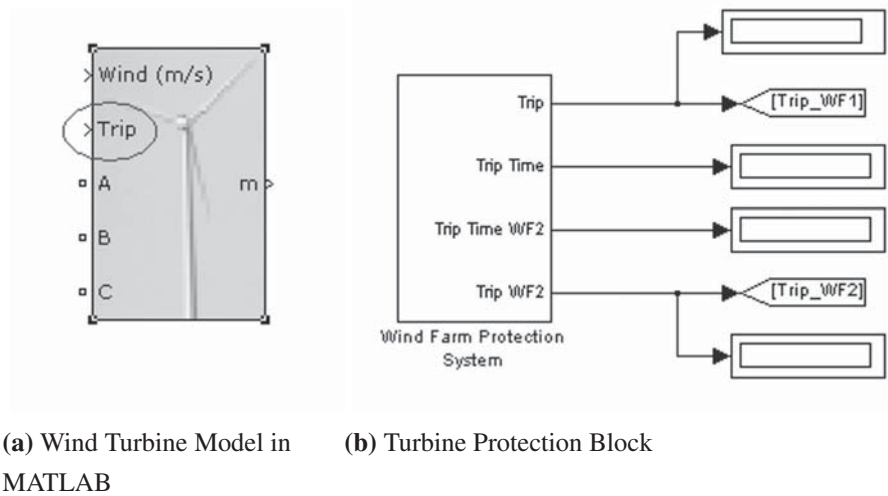 Wind (m/s)
Trip
A
m
B
C
Trip
[Trip_WF1]
Trip Time
Trip Time WF2
Trip WF2
[Trip_WF2]
Wind Farm Protection
System
(a) Wind Turbine Model in
MATLAB
(b) Turbine Protection Block